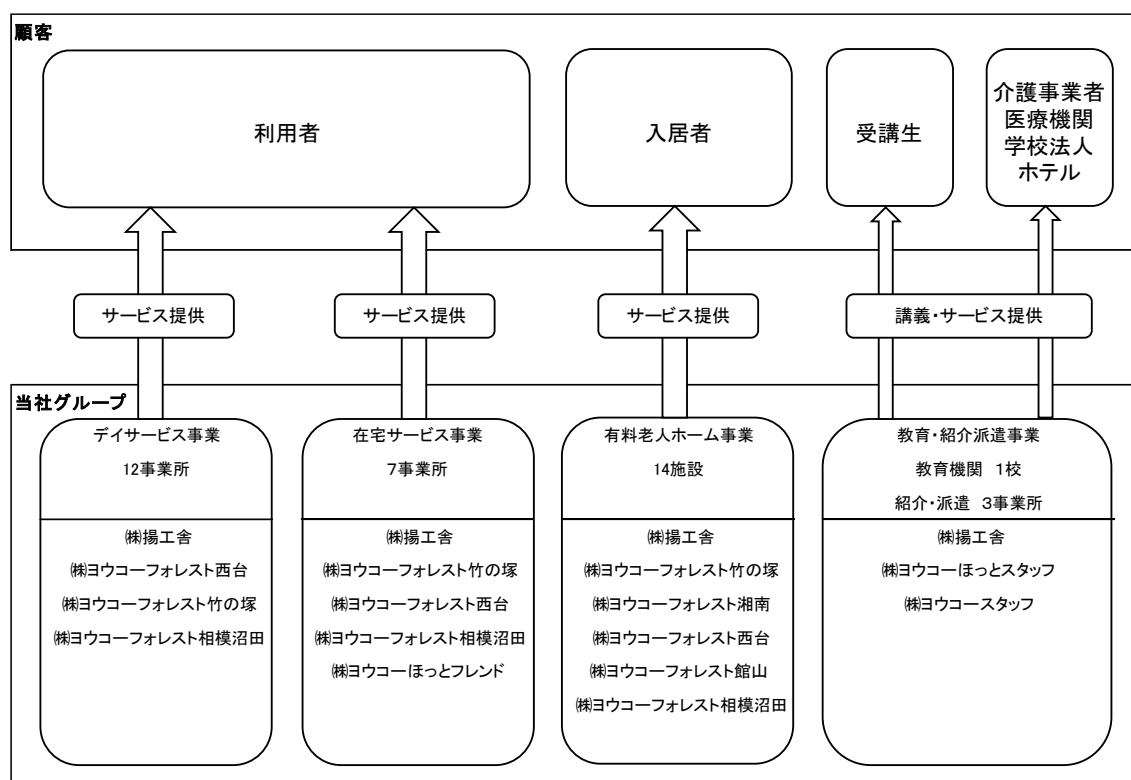 顧客
利用者
入居者
受講生
介護事業者
医療機関
学校法人
ホテル
サービス提供
サービス提供
サービス提供
講義・サービス提供
当社グループ
デイサービス事業
12事業所
㈱揚工舎
㈱ヨウコーフォレスト西台
㈱ヨウコーフォレスト竹の塚
㈱ヨウコーフォレスト相模沼田
在宅サービス事業
7事業所
㈱揚工舎
㈱ヨウコーフォレスト竹の塚
㈱ヨウコーフォレスト西台
㈱ヨウコーフォレスト相模沼田
㈱ヨウコーほっとフレンド
有料老人ホーム事業
14施設
㈱揚工舎
㈱ヨウコーフォレスト竹の塚
㈱ヨウコーフォレスト湘南
㈱ヨウコーフォレスト西台
㈱ヨウコーフォレスト館山
㈱ヨウコーフォレスト相模沼田
教育・紹介派遣事業
教育機関 1校
紹介・派遣 3事業所
㈱揚工舎
㈱ヨウコーほっとスタッフ
㈱ヨウコースタッフ